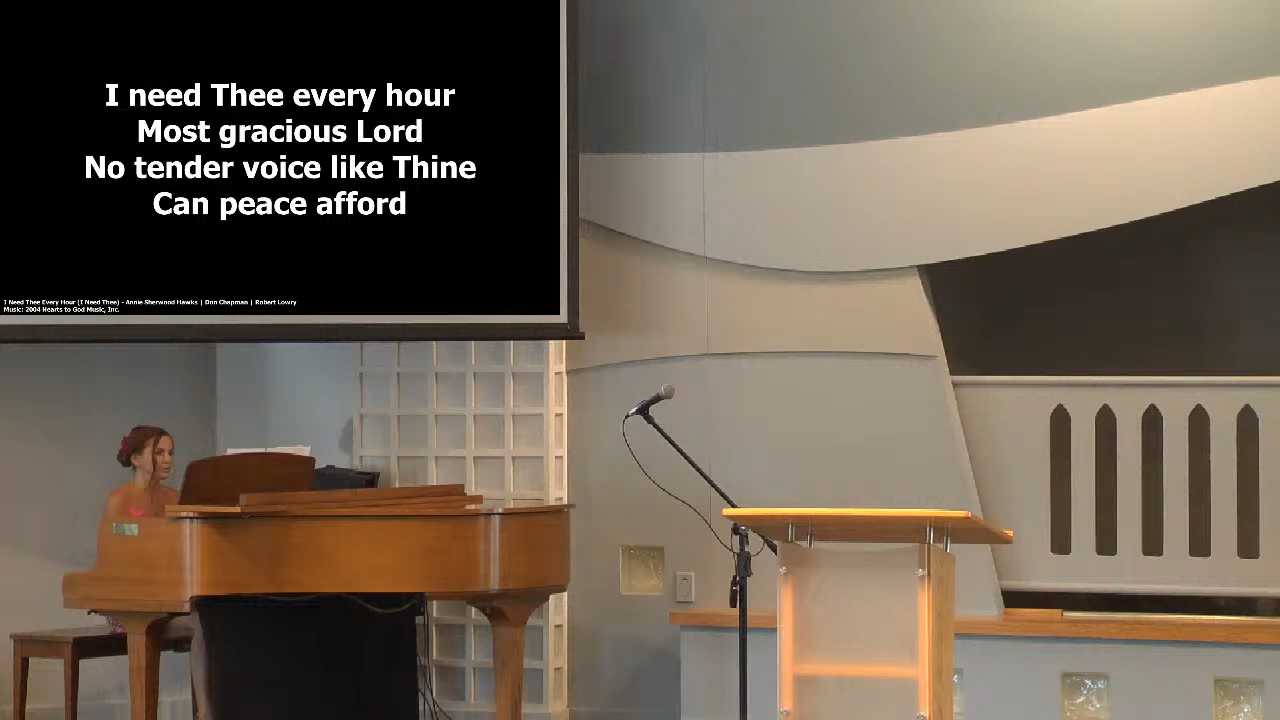 I need Thee every hour
Most gracious Lord
No tender voice like Thine
Can peace afford
I Need Thee Every Hour (I Need Thee) - Annie Sherwood Hawks | Don Chapman | Robert Lowry
Music: 2004 Hearts to God Music, Inc.